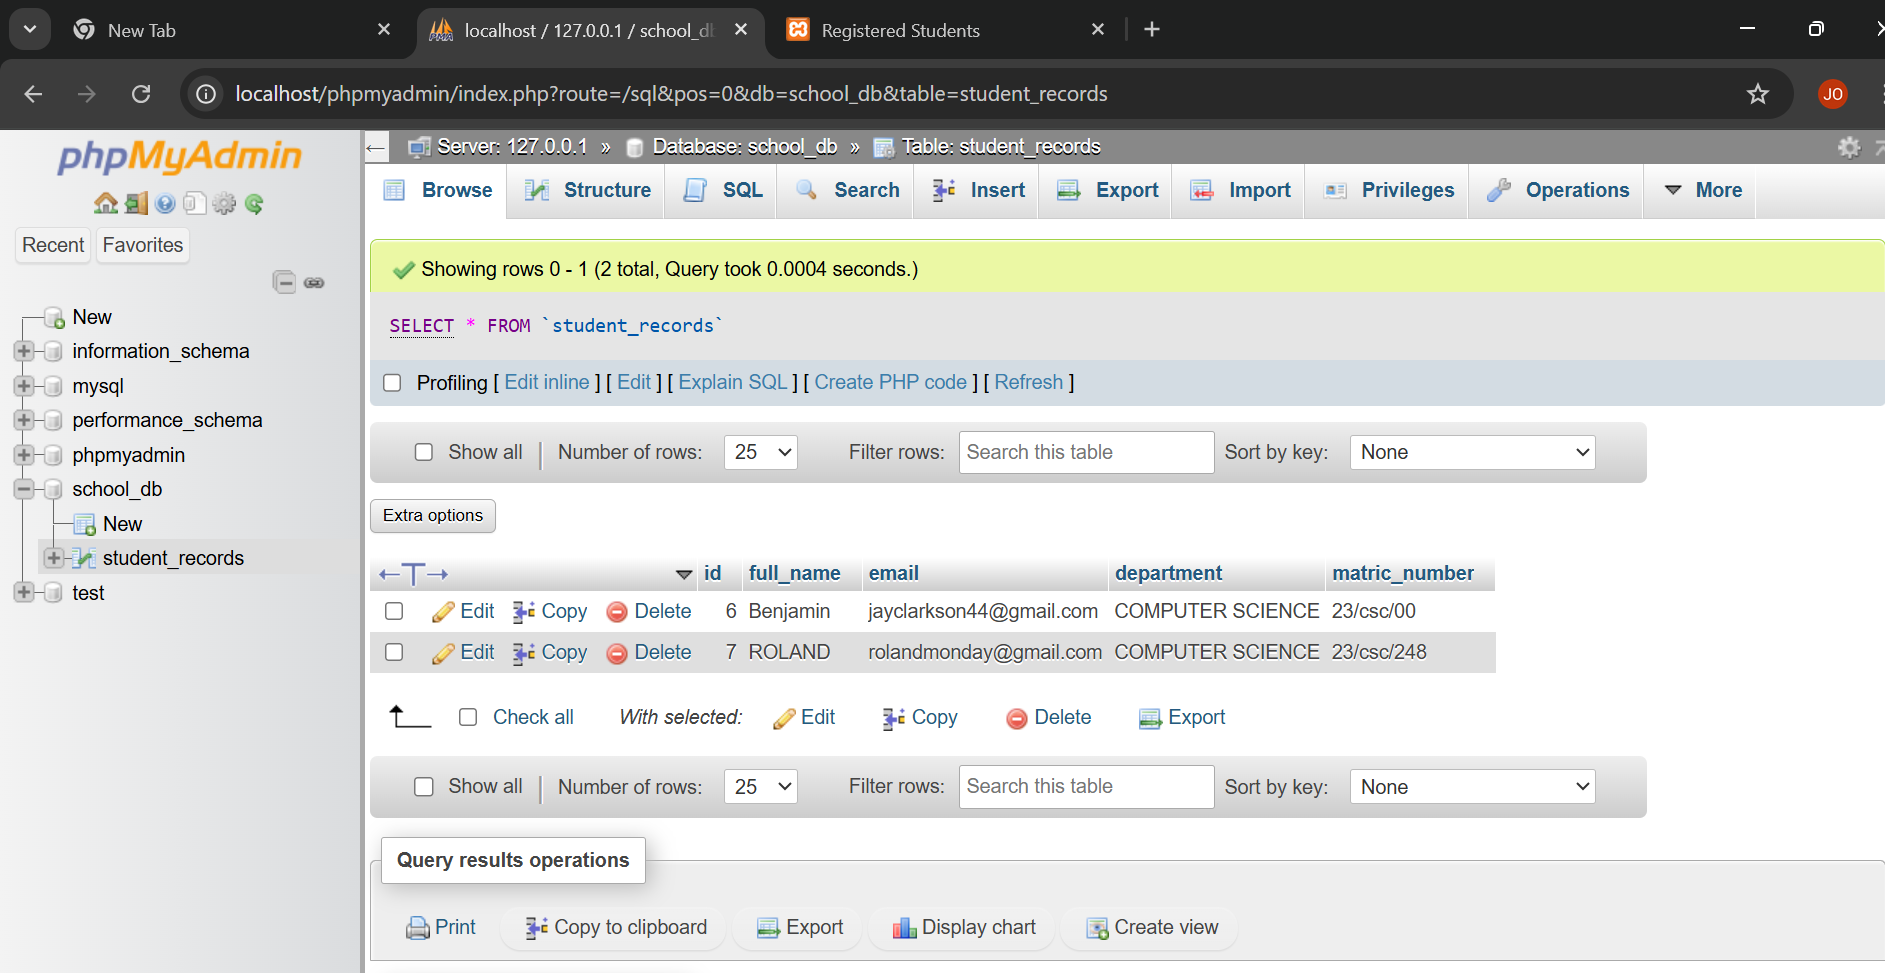 New Tab
localhost / 127.0.0.1 / school_d
Registered Students
localhost/phpmyadmin/index.php?route=/sql&pos=0&db=school_db&table=student_records
JO
phpMyAdmin
Recent Favorites
New
information_schema
mysql
performance_schema
phpmyadmin
school_db
New
student_records
test
Server: 127.0.0.1 » Database: school_db » Table: student_records
Browse Structure SQL Search Insert Export Import Privileges Operations More
Showing rows 0 - 1 (2 total, Query took 0.0004 seconds.)
SELECT * FROM `student_records`
Profiling [ Edit inline ] [ Edit ] [ Explain SQL ] [ Create PHP code ] [ Refresh ]
Show all Number of rows: 25 Filter rows: Search this table Sort by key: None
Extra options
id full_name email department matric_number
Edit Copy Delete 6 Benjamin jayclarkson44@gmail.com COMPUTER SCIENCE 23/csc/00
Edit Copy Delete 7 ROLAND rolandmonday@gmail.com COMPUTER SCIENCE 23/csc/248
Check all With selected: Edit Copy Delete Export
Show all Number of rows: 25 Filter rows: Search this table Sort by key: None
Query results operations
Print Copy to clipboard Export Display chart Create view